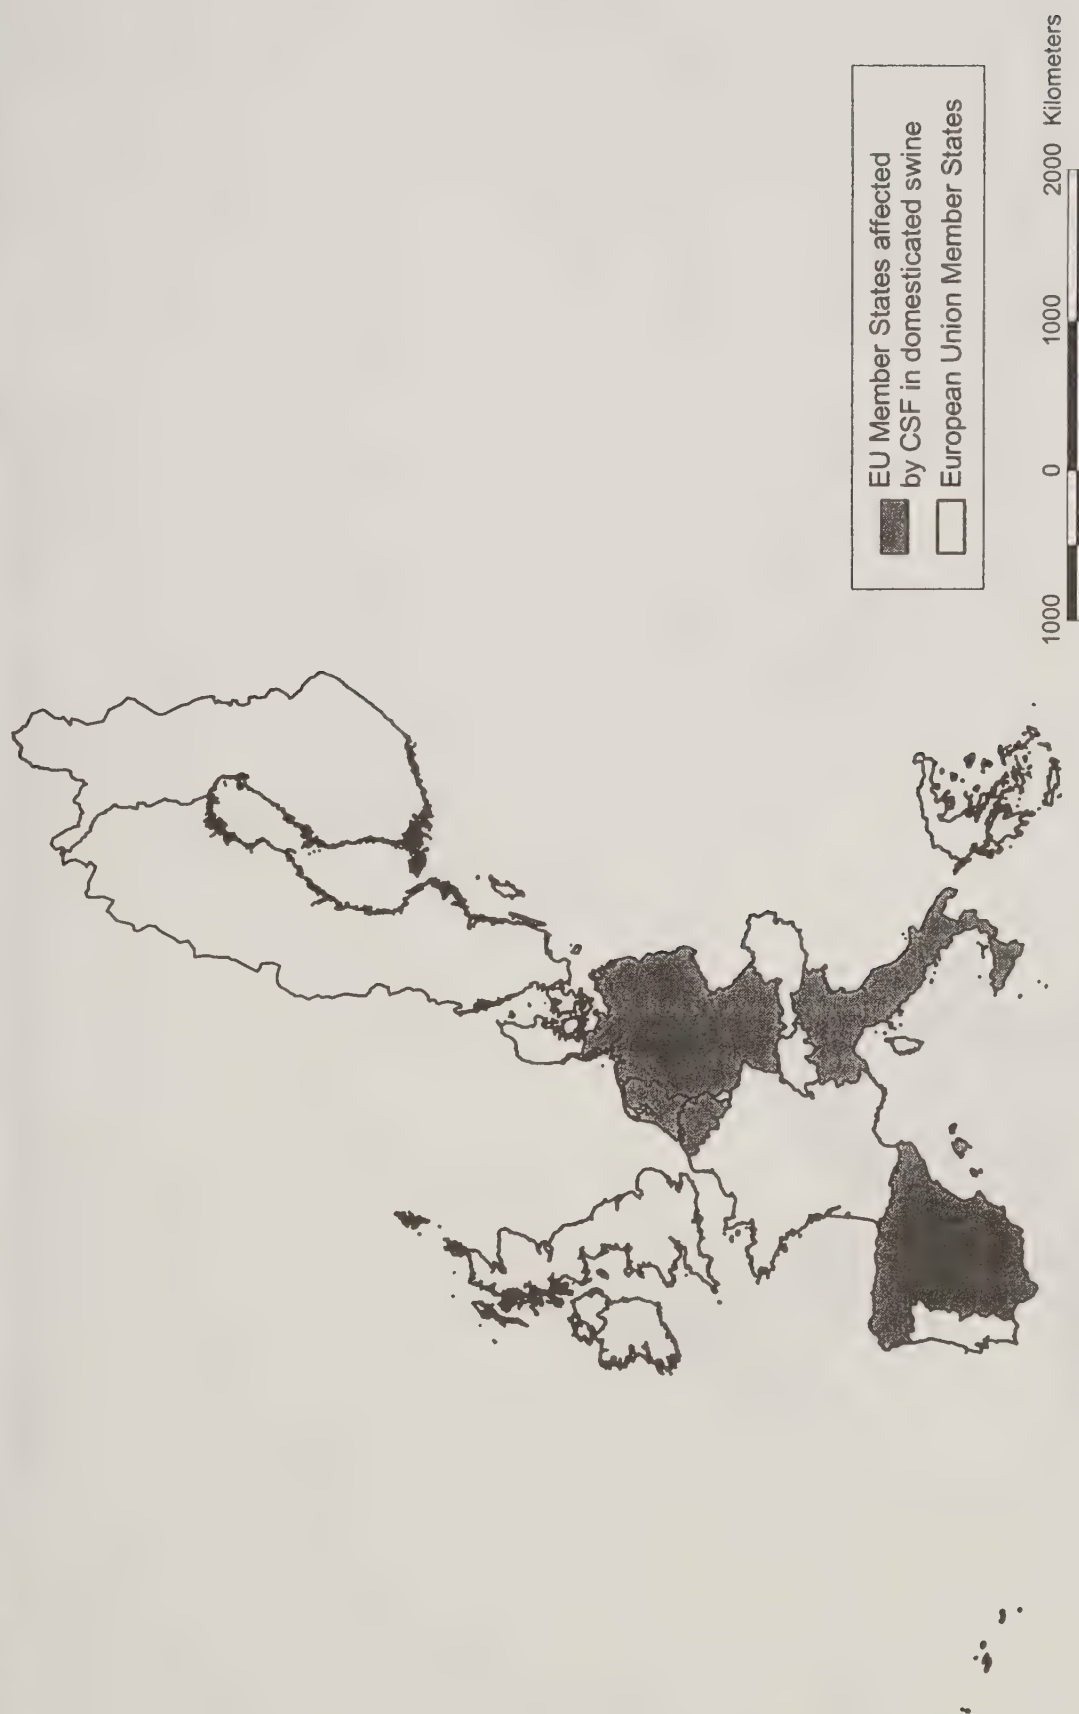 EU Member States affected
by CSF in domesticated swine
European Union Member States
1000 0 1000 2000 Kilometers